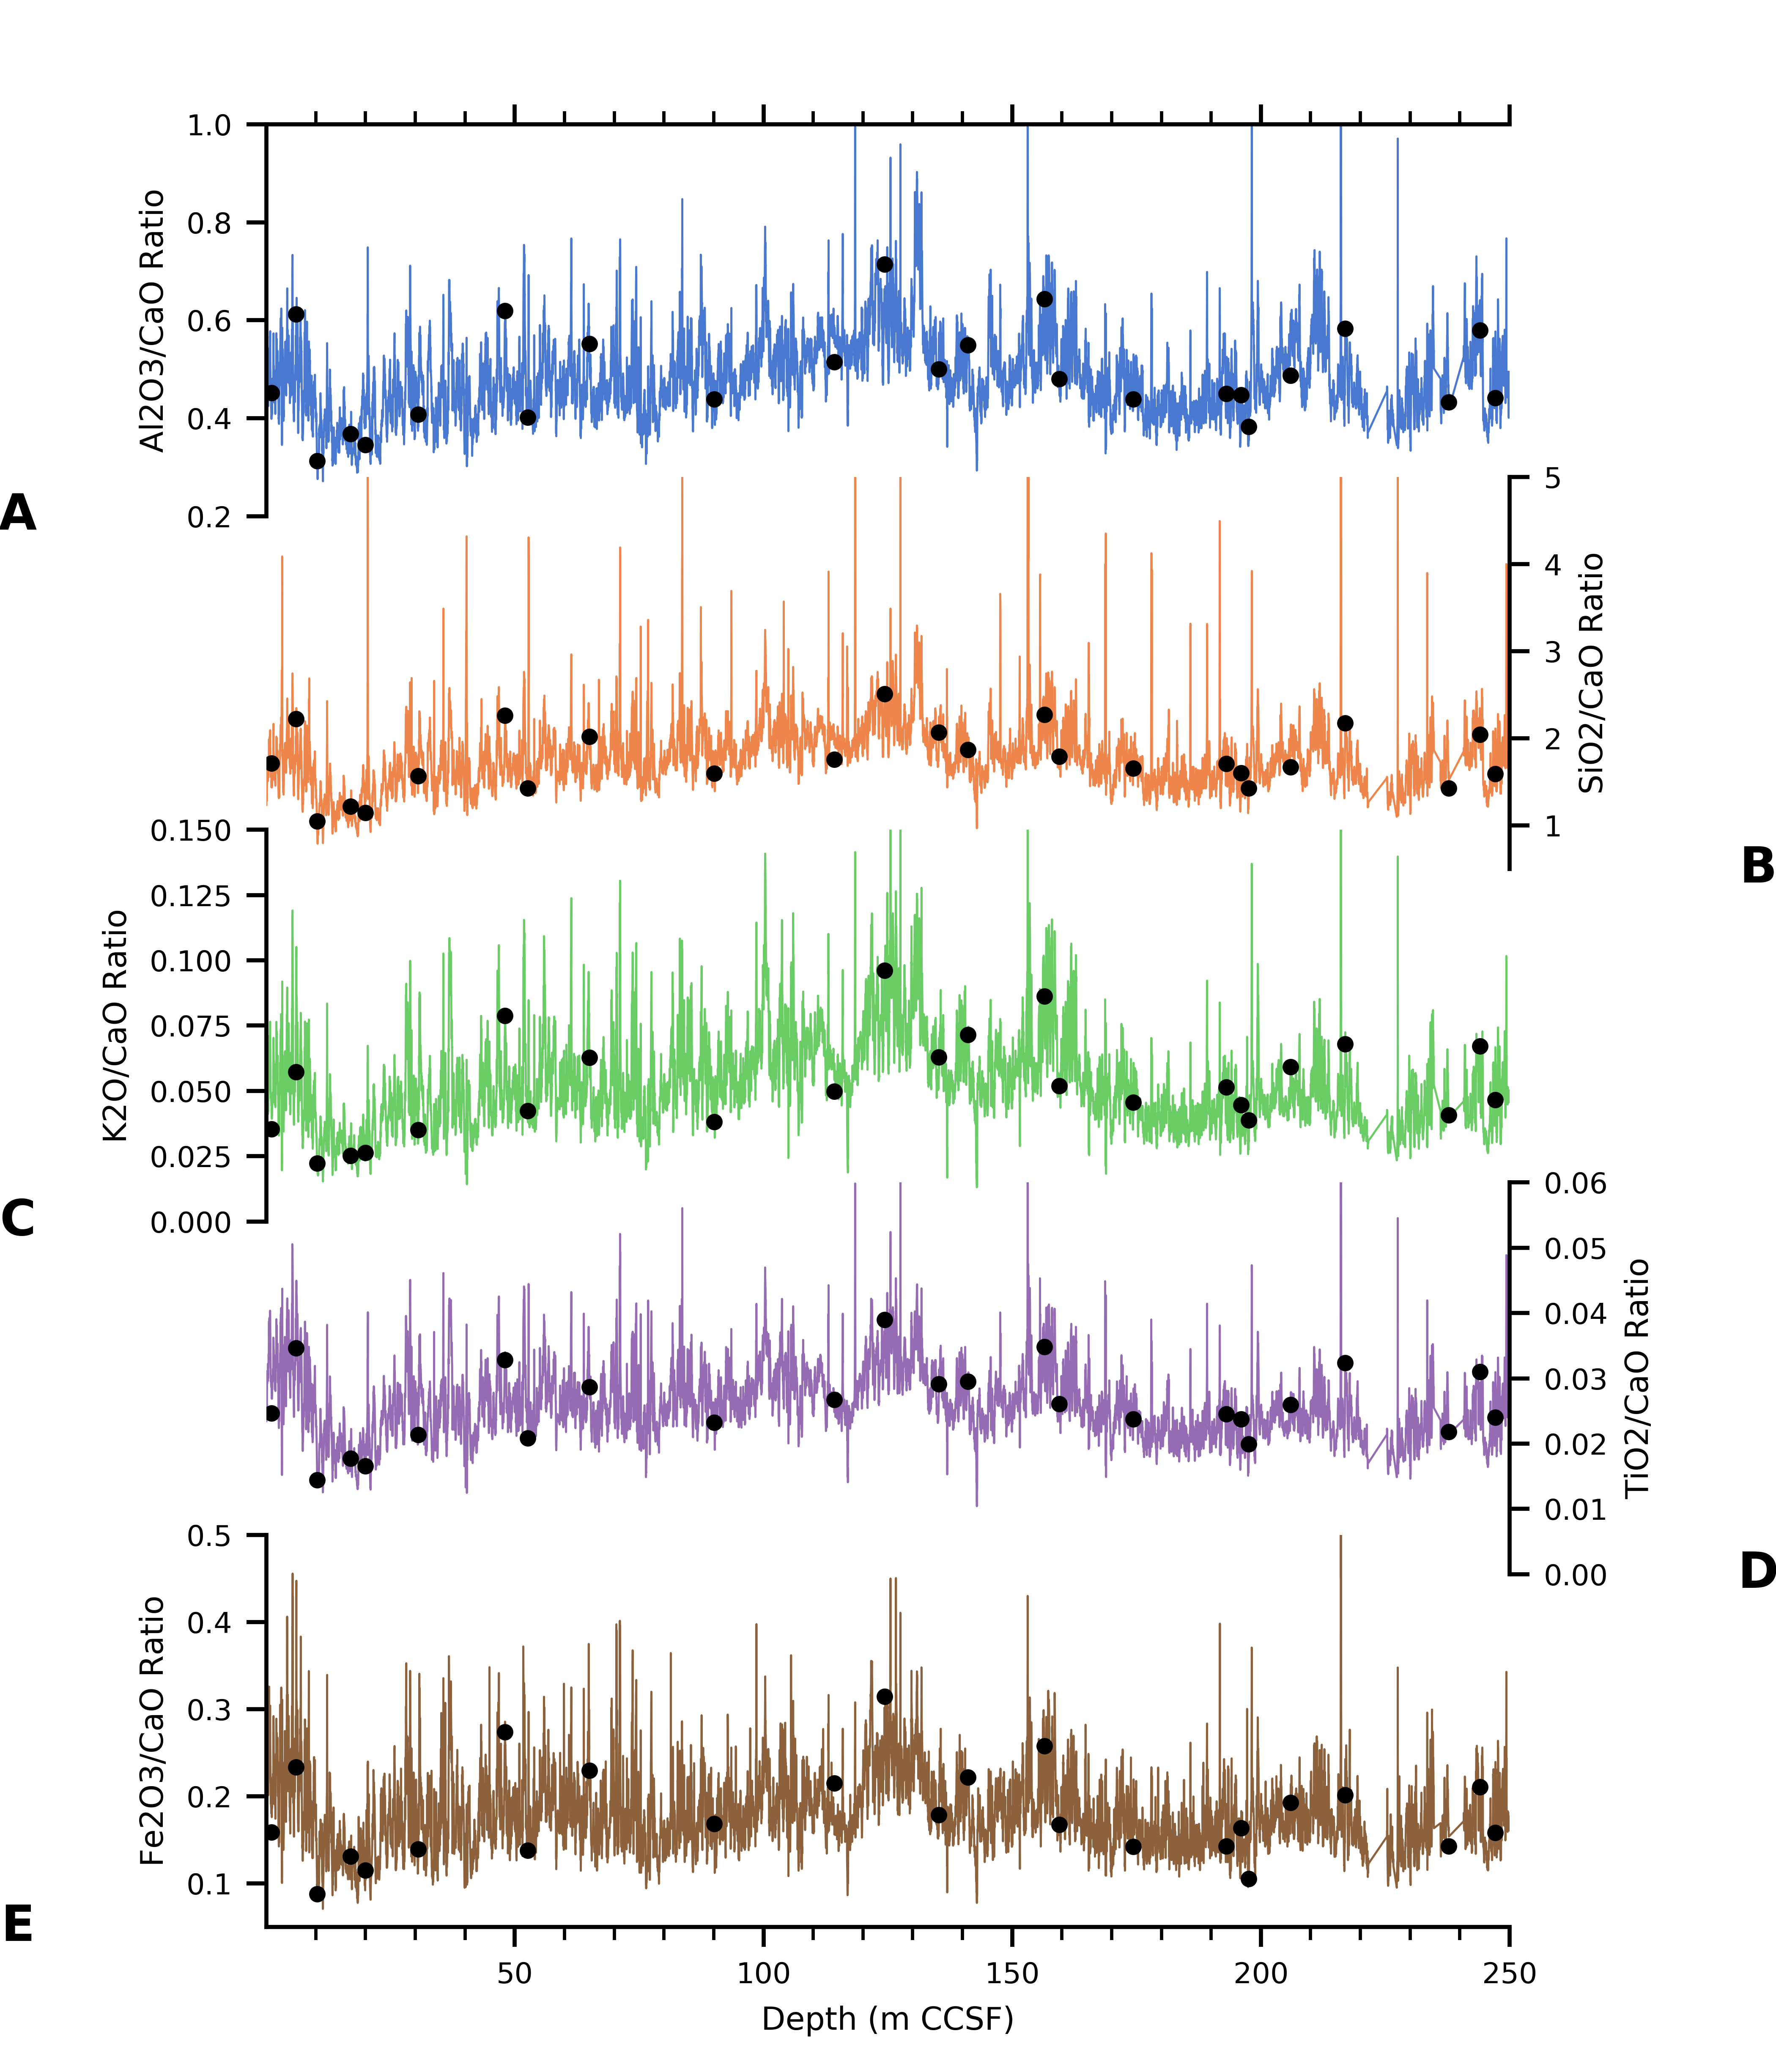 1.0
0.8
0.6
0.4
0.2
Al2O3/CaO Ratio
A
5
4
3
2
1
SiO2/CaO Ratio
B
0.150
0.125
0.100
0.075
0.050
0.025
0.000
K2O/CaO Ratio
C
0.06
0.05
0.04
0.03
0.02
0.01
0.00
TiO2/CaO Ratio
D
0.5
0.4
0.3
0.2
0.1
Fe2O3/CaO Ratio
E
50 100 150 200 250
Depth (m CCSF)